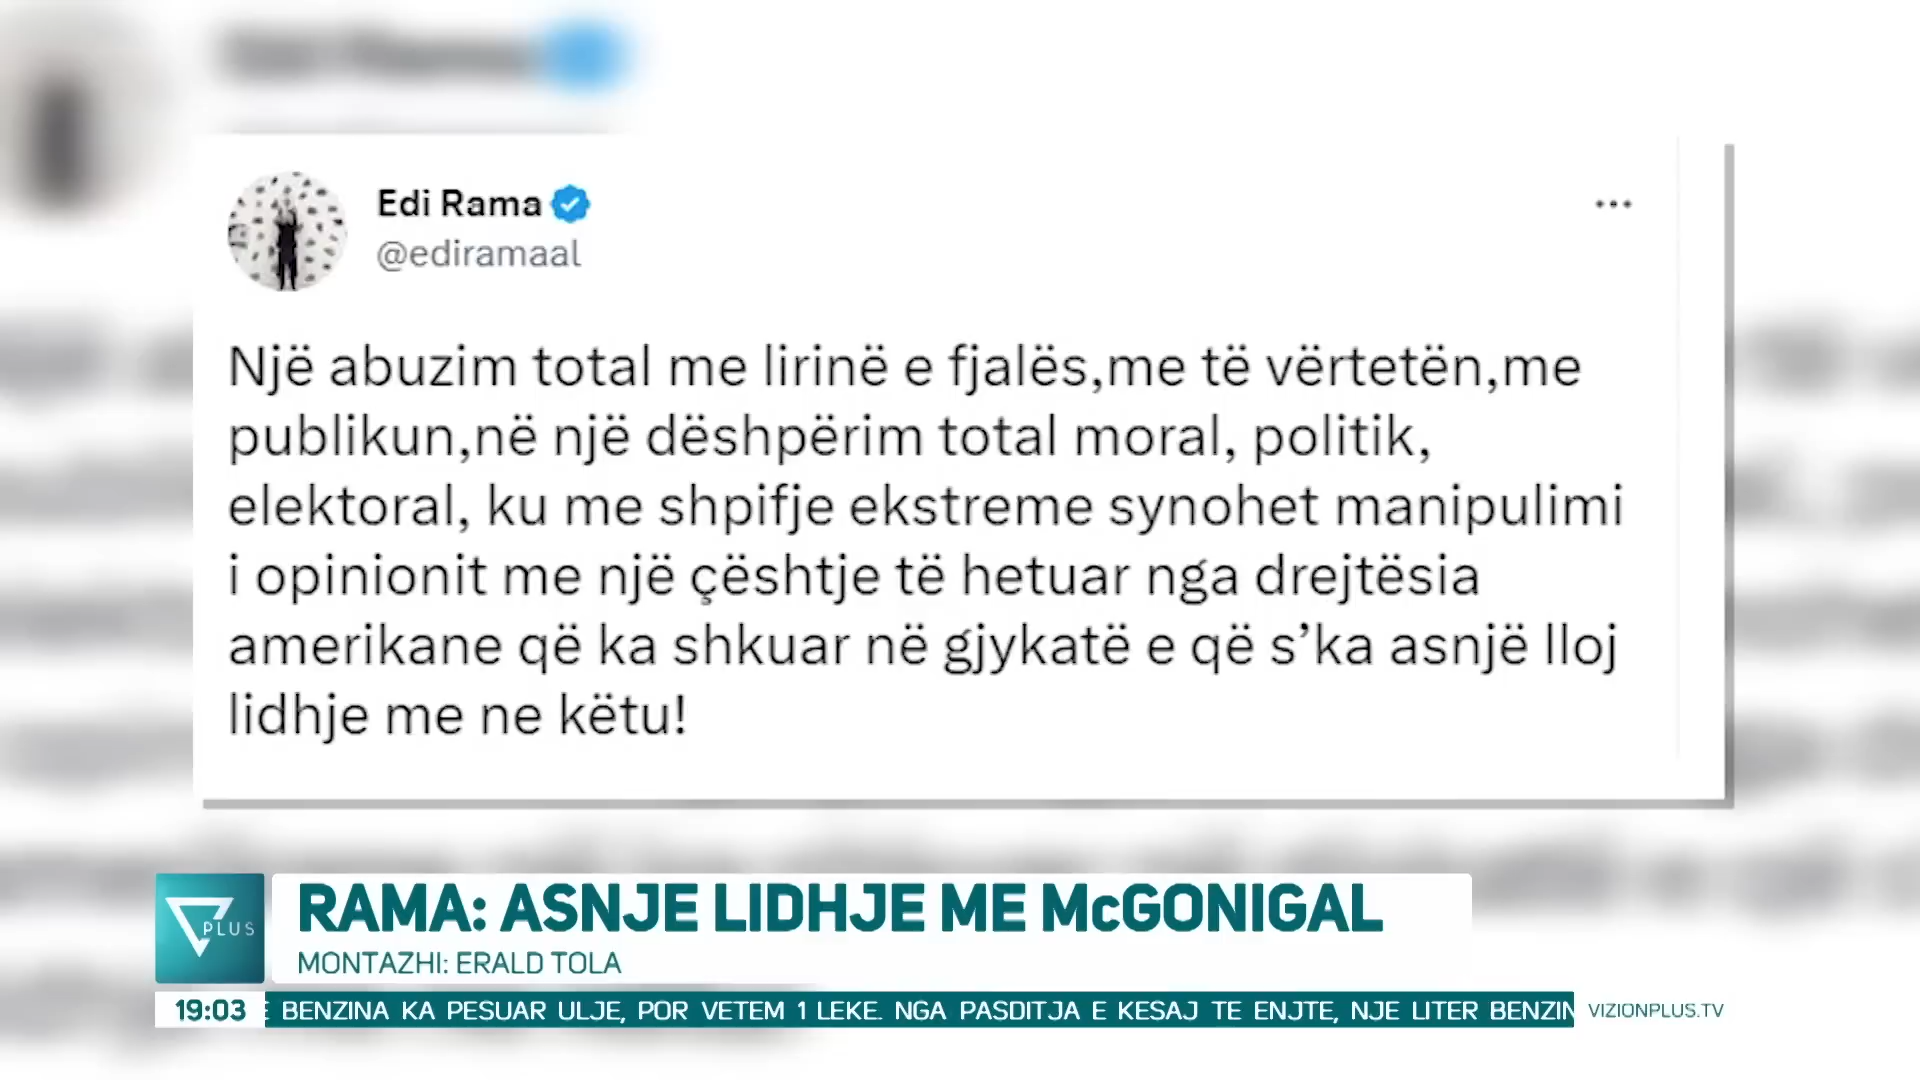 Edi Rama
@ediramaal
Një abuzim total me lirinë e fjalës,me të vërtetën,me
publikun,në një dëshpërim total moral, politik,
elektoral, ku me shpifje ekstreme synohet manipulimi
i opinionit me një çështje të hetuar nga drejtësia
amerikane që ka shkuar në gjykatë e që s’ka asnjë lloj
lidhje me ne këtu!
PLUS
RAMA: ASNJE LIDHJE ME McGONIGAL
MONTAZHI: ERALD TOLA
19:03 BENZINA KA PESUAR ULJE, POR VETEM 1 LEKE. NGA PASDITJA E KESAJ TE ENJTE, NJE LITER BENZIN VIZIONPLUS.TV